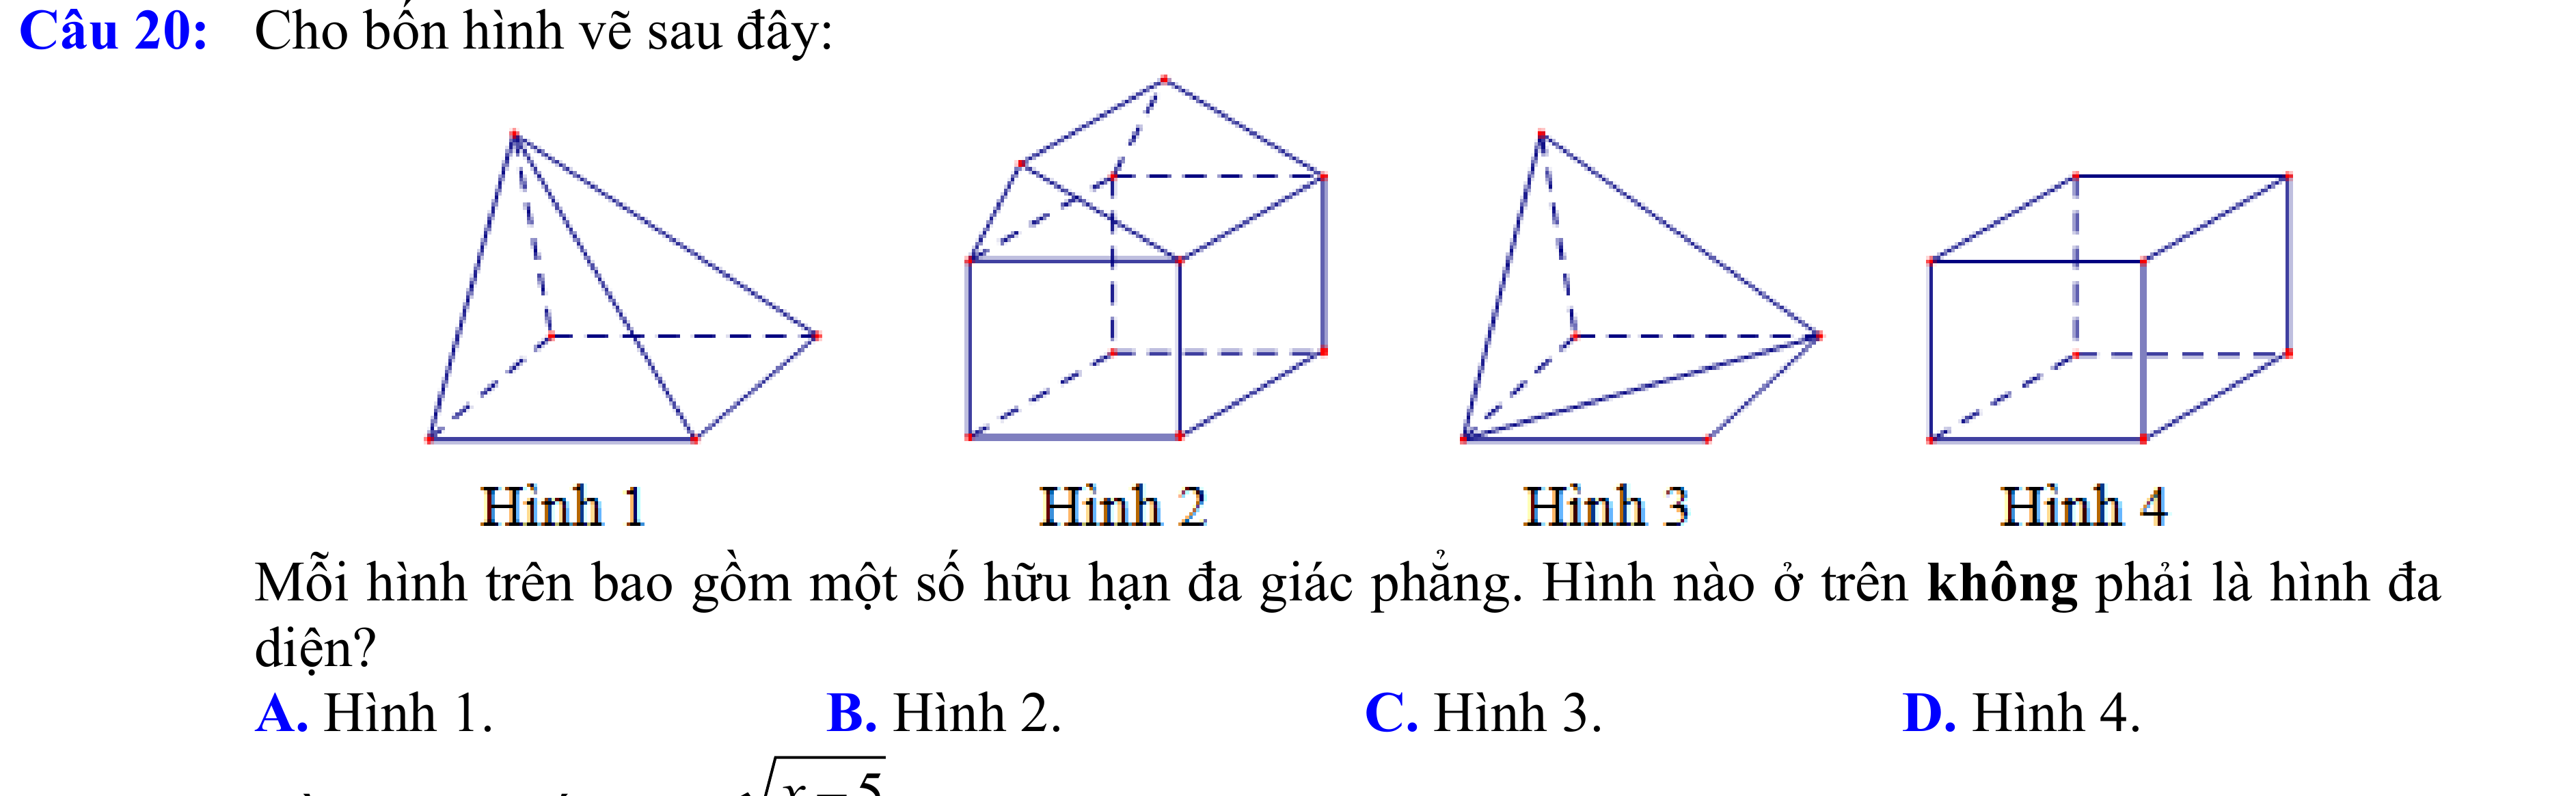 Câu 20: Cho bốn hình vẽ sau đây:
Hình 1 Hình 2 Hình 3 Hình 4
Mỗi hình trên bao gồm một số hữu hạn đa giác phẳng. Hình nào ở trên không phải là hình đa
diện?
A. Hình 1. B. Hình 2. C. Hình 3. D. Hình 4.